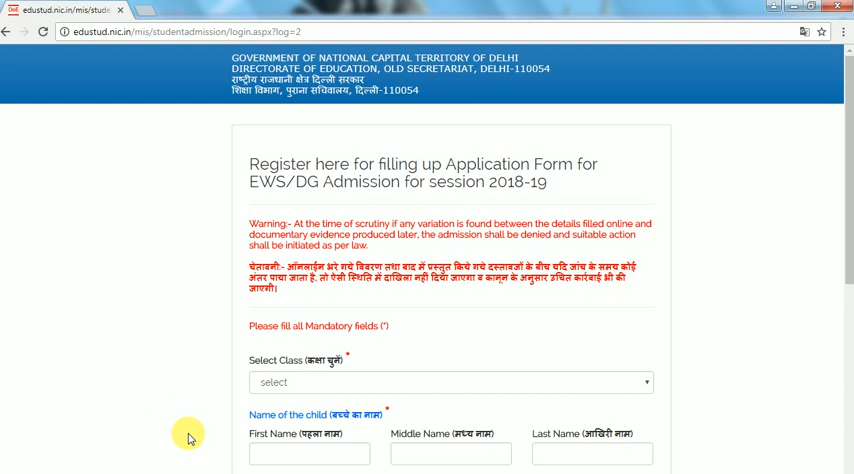 edustud.nic.in/mis/stude
edustud.nic.in/mis/studentadmission/login.aspx?log=2
GOVERNMENT OF NATIONAL CAPITAL TERRITORY OF DELHI
DIRECTORATE OF EDUCATION, OLD SECRETARIAT, DELHI-110054
राष्ट्रीय राजधानी क्षेत्र दिल्ली सरकार
शिक्षा विभाग, पुराना सचिवालय, दिल्ली-110054
Register here for filling up Application Form for
EWS/DG Admission for session 2018-19
Warning:- At the time of scrutiny if any variation is found between the details filled online and
documentary evidence produced later, the admission shall be denied and suitable action
shall be initiated as per law.
चेतावनी:- ऑनलाईन भरे गये विवरण तथा बाद में प्रस्तुत किये गये दस्तावजों के बीच यदि जांच के समय कोई
अंतर पाया जाता है, तो ऐसी स्थिति में दाखिला नहीं दिया जाएगा व कानून के अनुसार उचित कार्रवाई भी की
जाएगी।
Please fill all Mandatory fields (*)
Select Class (कक्षा चुनें) *
select
Name of the child (बच्चे का नाम) *
First Name (पहला नाम) Middle Name (मध्य नाम) Last Name (आखिरी नाम)